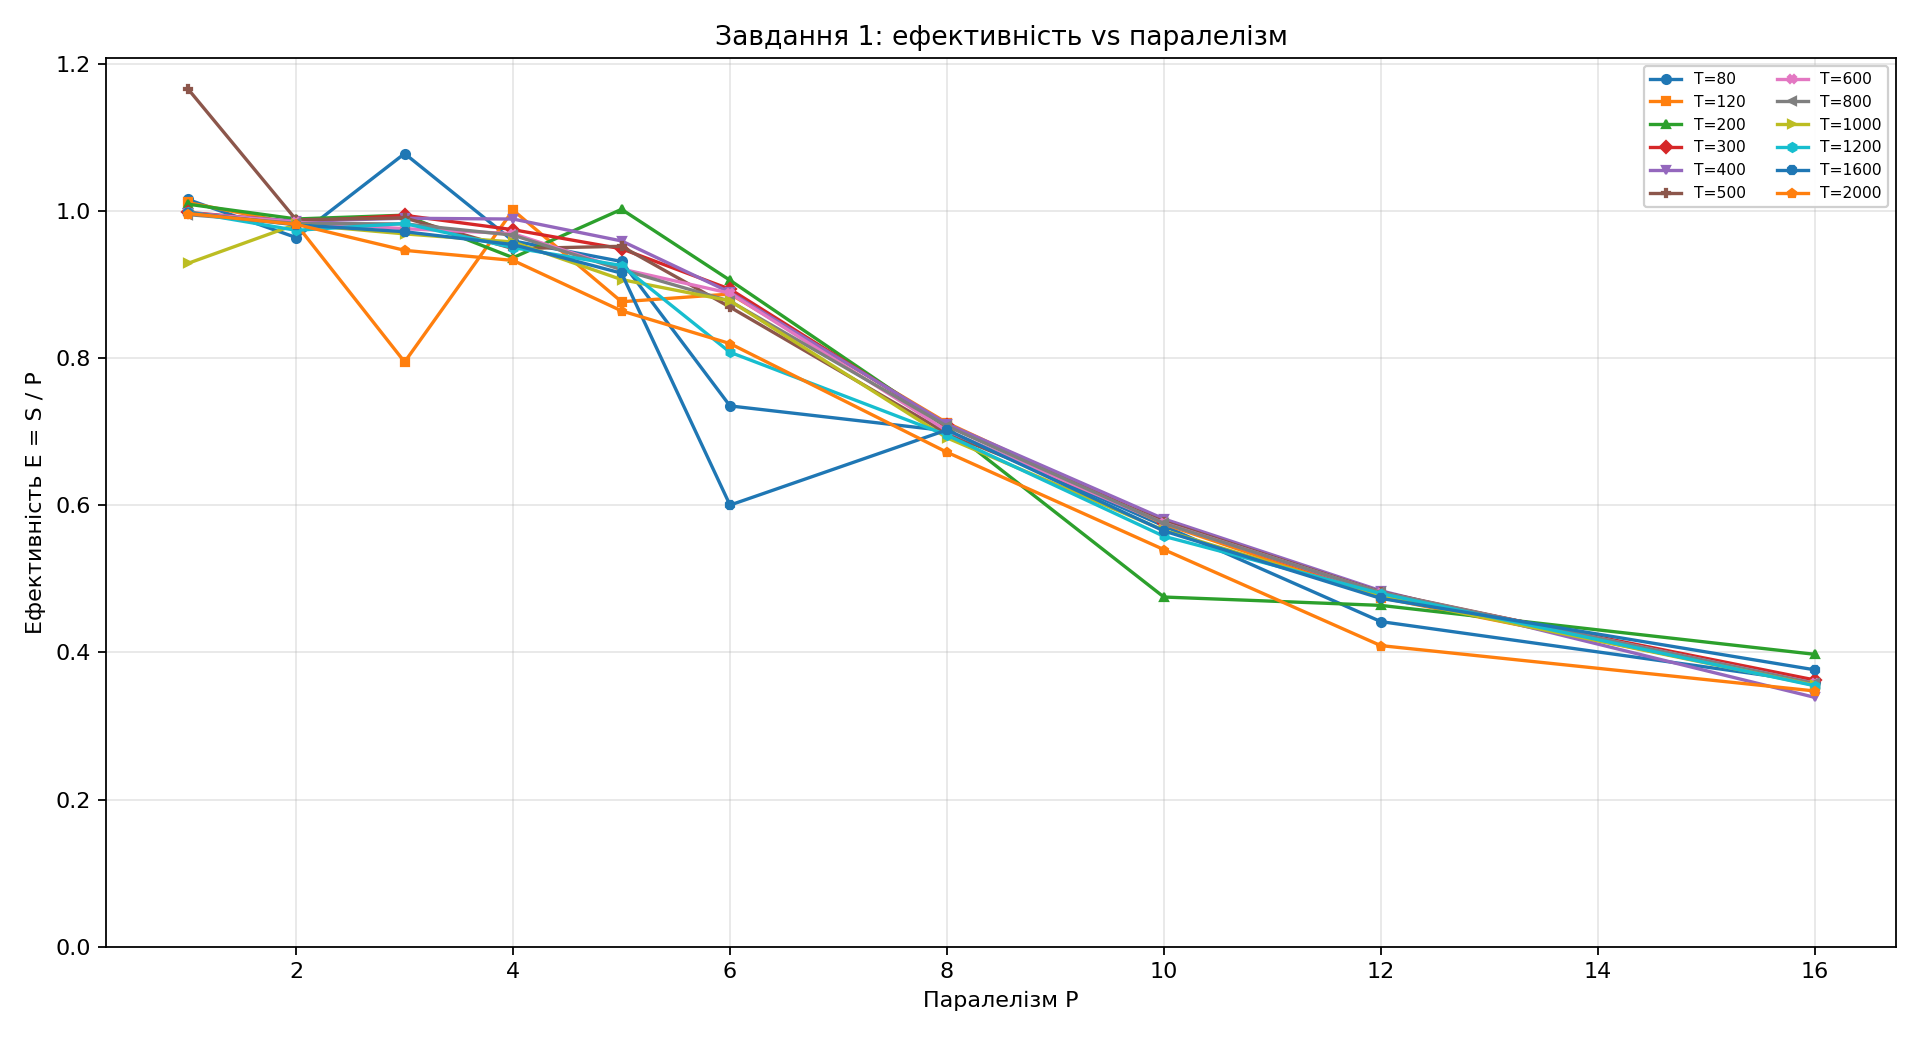 Завдання 1: ефективність vs паралелізм
1.2
1.0
0.8
0.6
0.4
0.2
0.0
Ефективність E = S / P
T=80
T=120
T=200
T=300
T=400
T=500
T=600
T=800
T=1000
T=1200
T=1600
T=2000
2 4 6 8 10 12 14 16
Паралелізм P